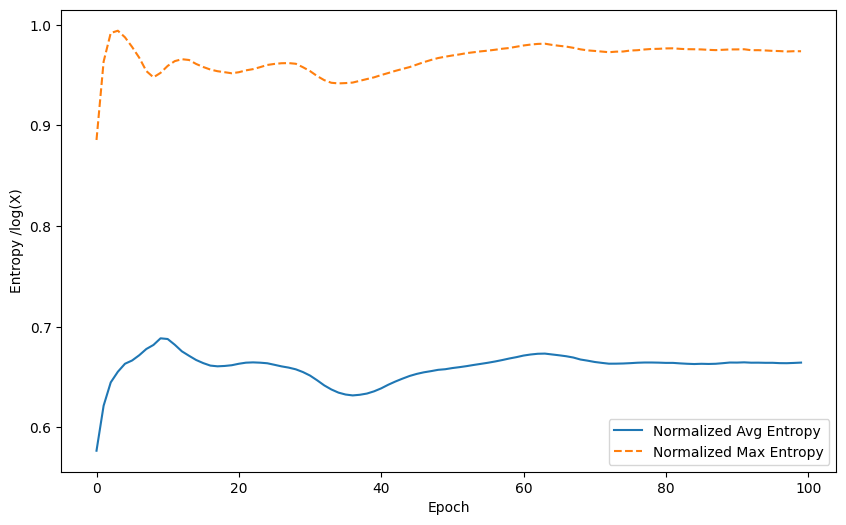 1.0
0.9
0.8
0.7
0.6
Entropy /log(X)
0 20 40 60 80 100
Epoch
Normalized Avg Entropy
Normalized Max Entropy